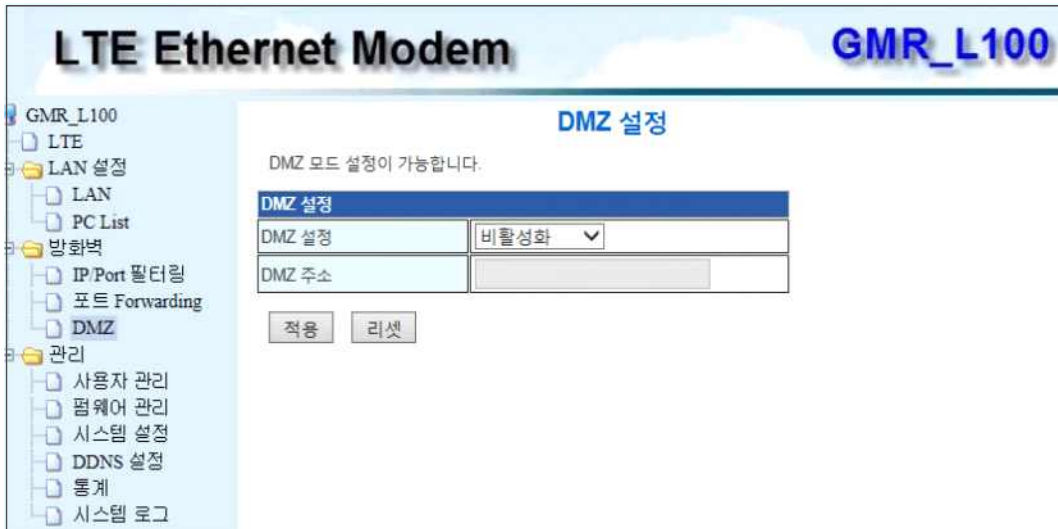 LTE Ethernet Modem
GMR_L100
GMR_L100
LTE
LAN 설정
LAN
PC List
방화벽
IP/Port 필터링
포트 Forwarding
DMZ
관리
사용자 관리
펌웨어 관리
시스템 설정
DDNS 설정
통계
시스템 로그
DMZ 설정
DMZ 모드 설정이 가능합니다.
DMZ 설정
DMZ 설정 비활성화
DMZ 주소
적용 리셋